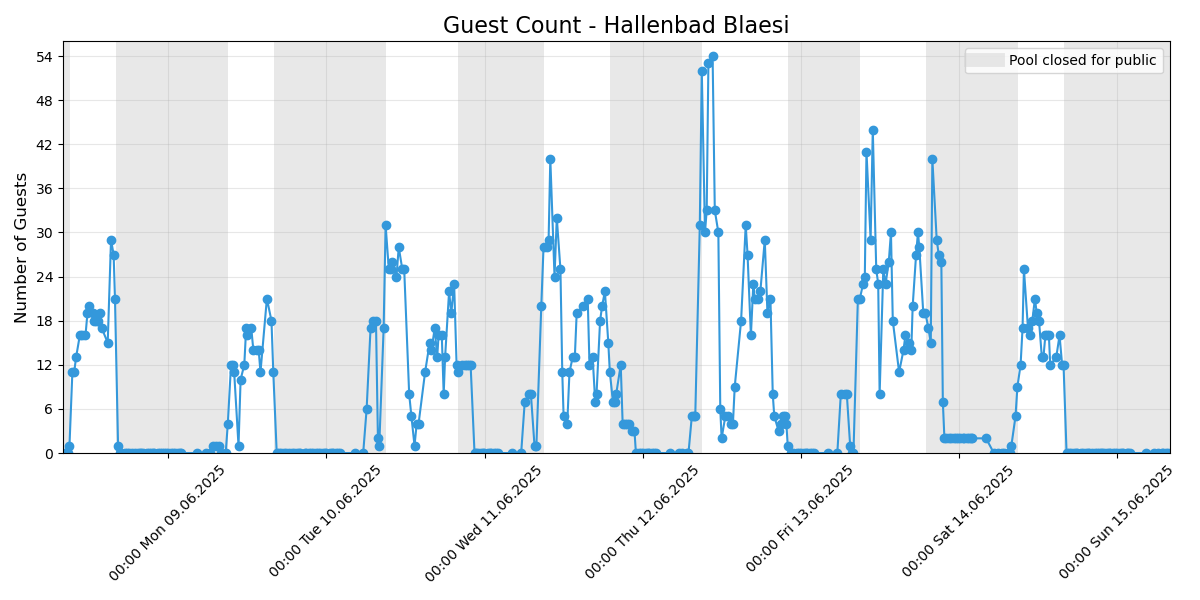 Guest Count - Hallenbad Blaesi
Pool closed for public
Number of Guests
54
48
42
36
30
24
18
12
6
0
00:00 Mon 09.06.2025
00:00 Tue 10.06.2025
00:00 Wed 11.06.2025
00:00 Thu 12.06.2025
00:00 Fri 13.06.2025
00:00 Sat 14.06.2025
00:00 Sun 15.06.2025